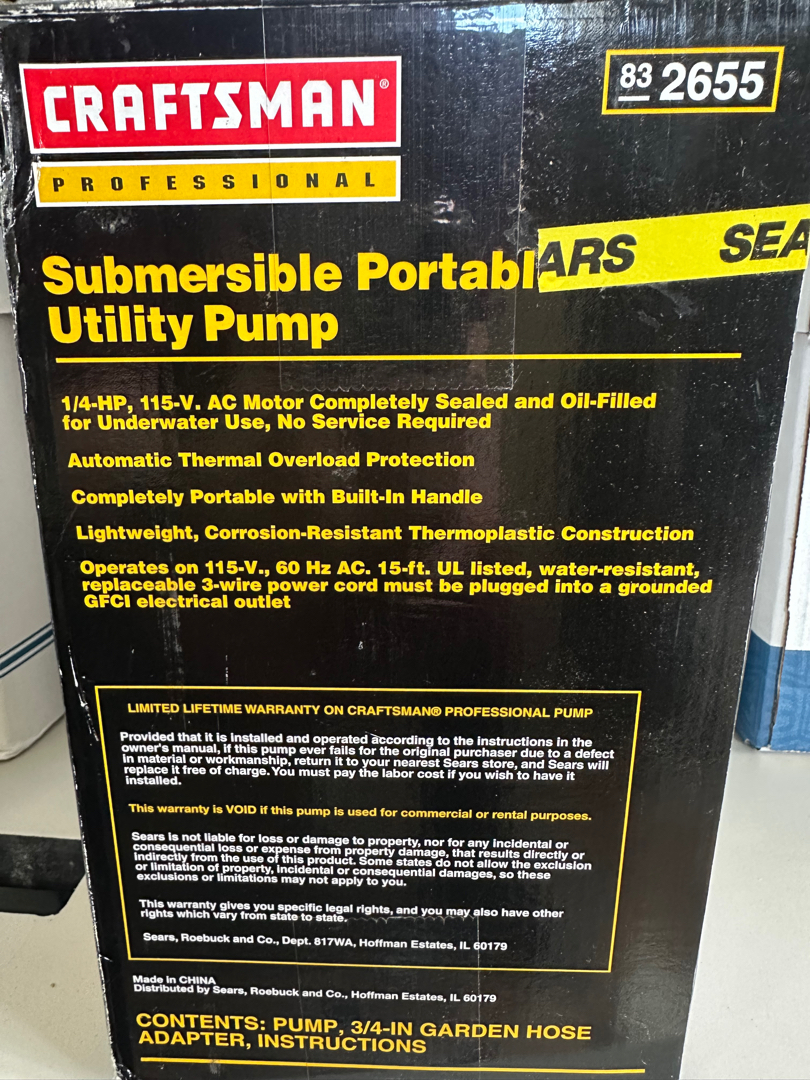 CRAFTSMAN®
83 2655
PROFESSIONAL
Submersible Portabl
ARS SEA
Utility Pump
1/4-HP, 115-V. AC Motor Completely Sealed and Oil-Filled
for Underwater Use, No Service Required
Automatic Thermal Overload Protection
Completely Portable with Built-In Handle
Lightweight, Corrosion-Resistant Thermoplastic Construction
Operates on 115-V., 60 Hz AC. 15-ft. UL listed, water-resistant,
replaceable 3-wire power cord must be plugged into a grounded
GFCI electrical outlet
LIMITED LIFETIME WARRANTY ON CRAFTSMAN® PROFESSIONAL PUMP
Provided that it is installed and operated according to the instructions in the
owner's manual, if this pump ever fails for the original purchaser due to a defect
in material or workmanship, return it to your nearest Sears store, and Sears will
replace it free of charge. You must pay the labor cost if you wish to have it
installed.
This warranty is VOID if this pump is used for commercial or rental purposes.
Sears is not liable for loss or damage to property, nor for any incidental or
consequential loss or expense from property damage, that results directly or
indirectly from the use of this product. Some states do not allow the exclusion
or limitation of property, incidental or consequential damages, so these
exclusions or limitations may not apply to you.
This warranty gives you specific legal rights, and you may also have other
rights which vary from state to state.
Sears, Roebuck and Co., Dept. 817WA, Hoffman Estates, IL 60179
Made in CHINA
Distributed by Sears, Roebuck and Co., Hoffman Estates, IL 60179
CONTENTS: PUMP, 3/4-IN GARDEN HOSE
ADAPTER, INSTRUCTIONS